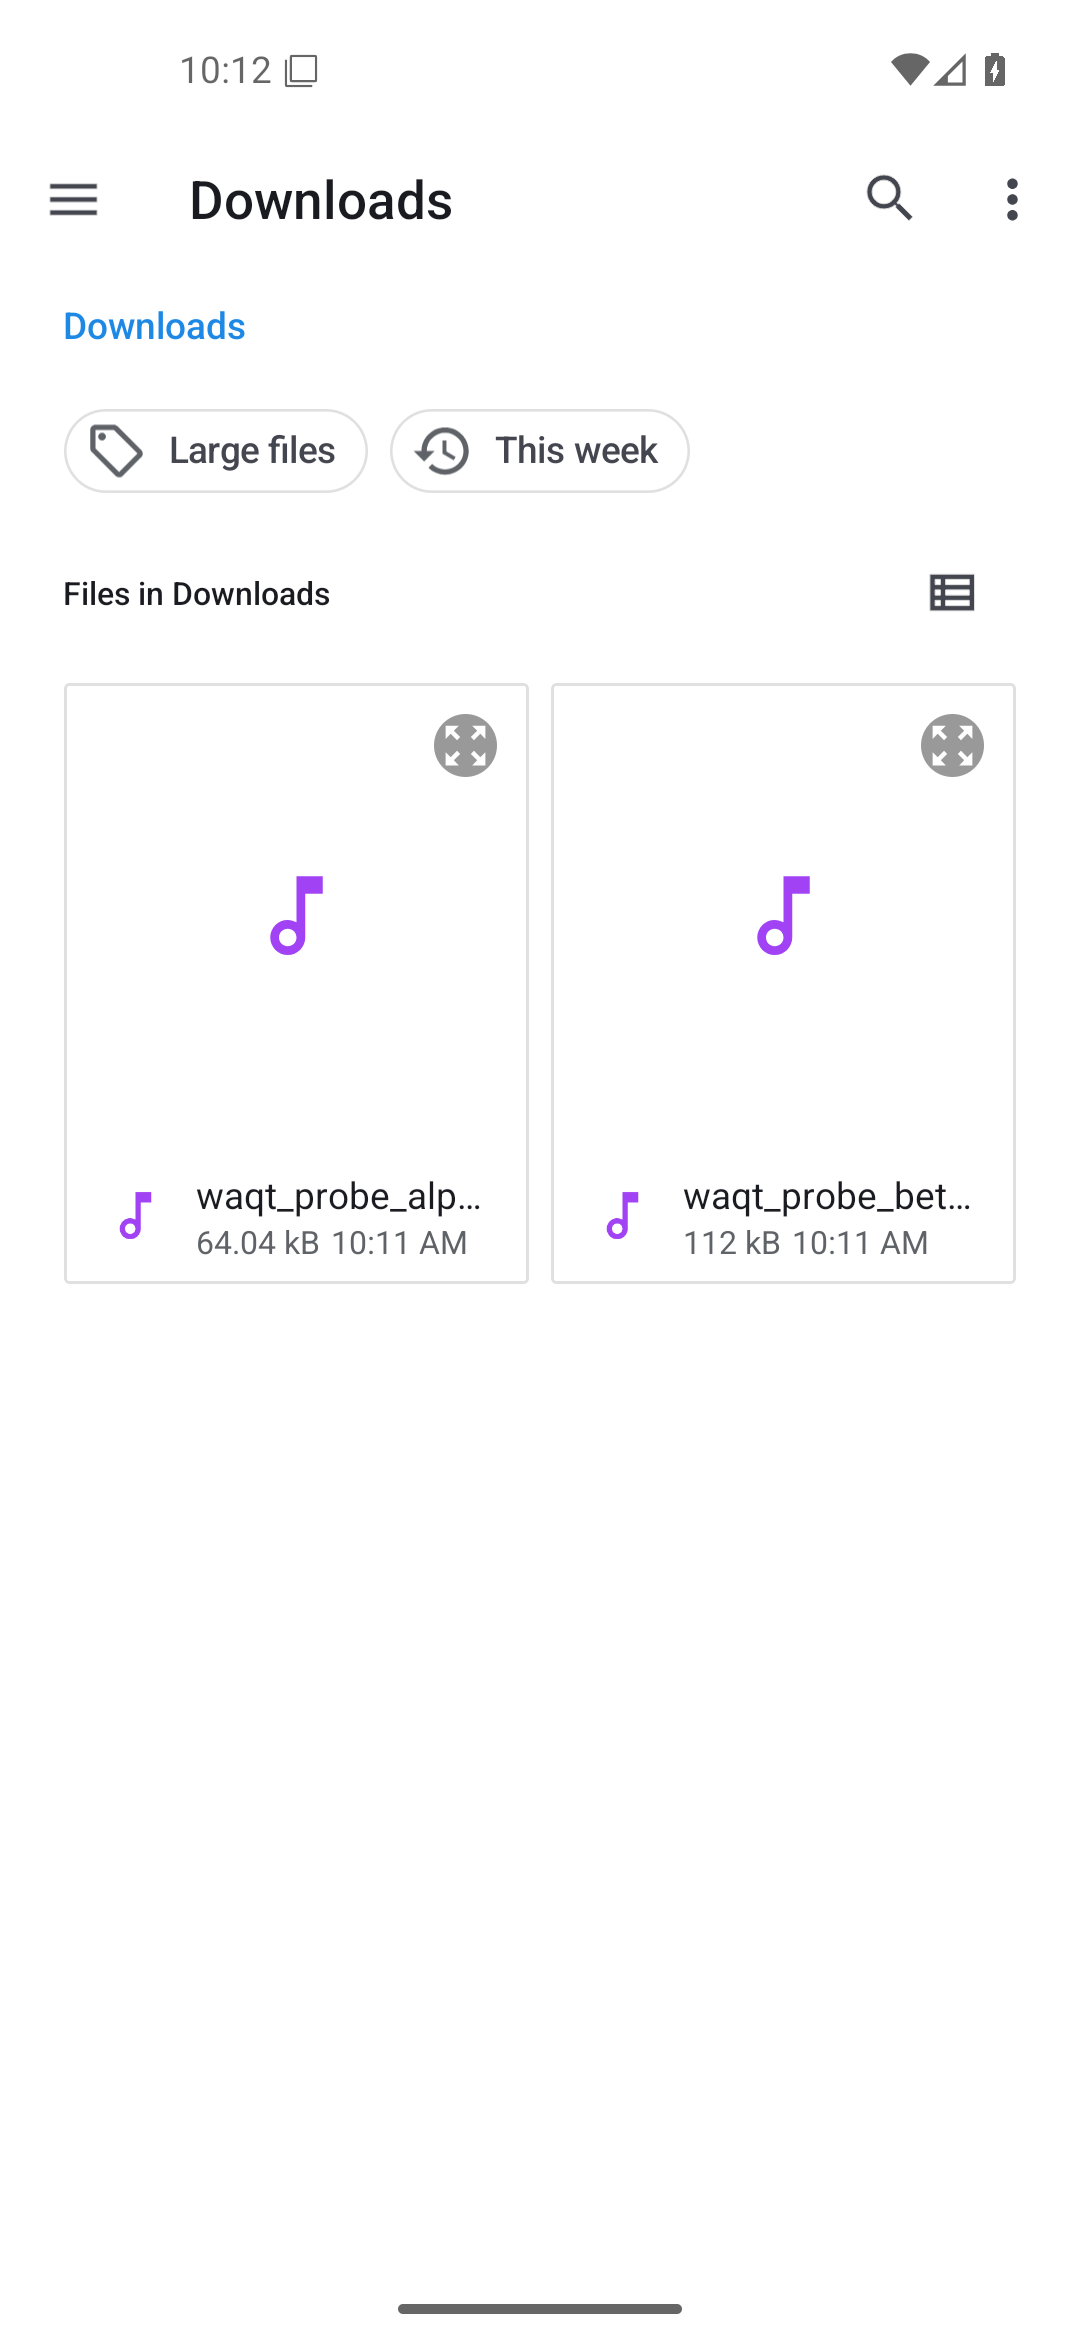 10:12
Downloads
Downloads
Large files
This week
Files in Downloads
waqt_probe_alp...
64.04 kB 10:11 AM
waqt_probe_bet...
112 kB 10:11 AM